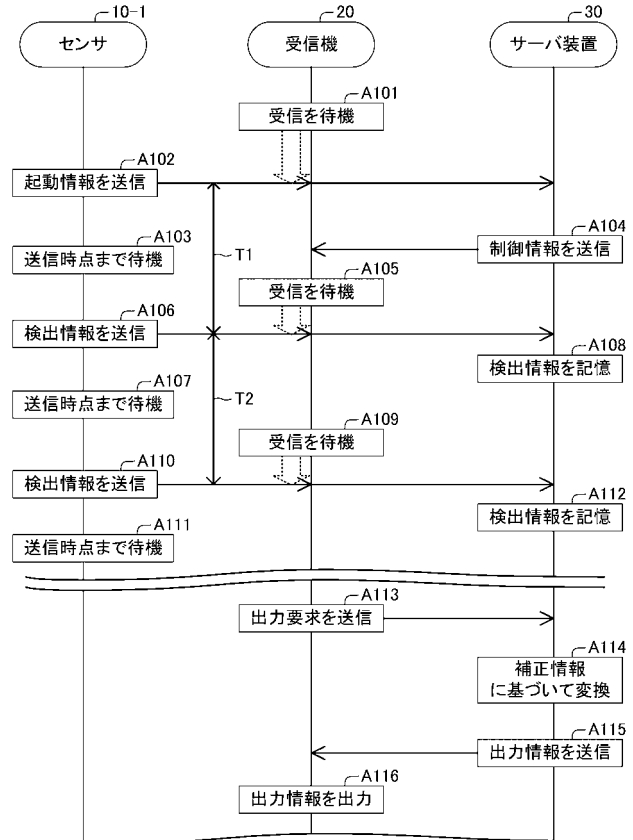 10-1
20
30
センサ
受信機
サーバ装置
A101
受信を待機
A102
起動情報を送信
A103
送信時点まで待機
T1
A104
制御情報を送信
A105
受信を待機
A106
検出情報を送信
A108
検出情報を記憶
A107
送信時点まで待機
T2
A109
受信を待機
A110
検出情報を送信
A112
検出情報を記憶
A111
送信時点まで待機
A113
出力要求を送信
A114
補正情報
に基づいて変換
A115
出力情報を送信
A116
出力情報を出力